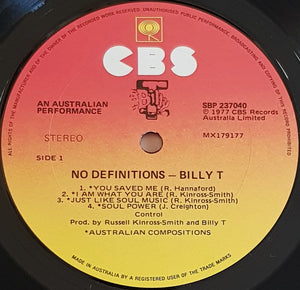 CBS
AN AUSTRALIAN
PERFORMANCE
SBP 237040
℗ 1977 CBS Records
Australia Limited
STEREO
MX179177
SIDE 1
NO DEFINITIONS — BILLY T
1. *YOU SAVED ME (R. Hannaford)
2. *I AM WHAT YOU ARE (R. Kinross-Smith)
3. *JUST LIKE SOUL MUSIC (R. Kinross-Smith)
4. *SOUL POWER (J. Creighton)
Control
Prod. by Russell Kinross-Smith and Billy T
*AUSTRALIAN COMPOSITIONS
MADE IN AUSTRALIA BY A REGISTERED USER OF THE TRADE MARKS